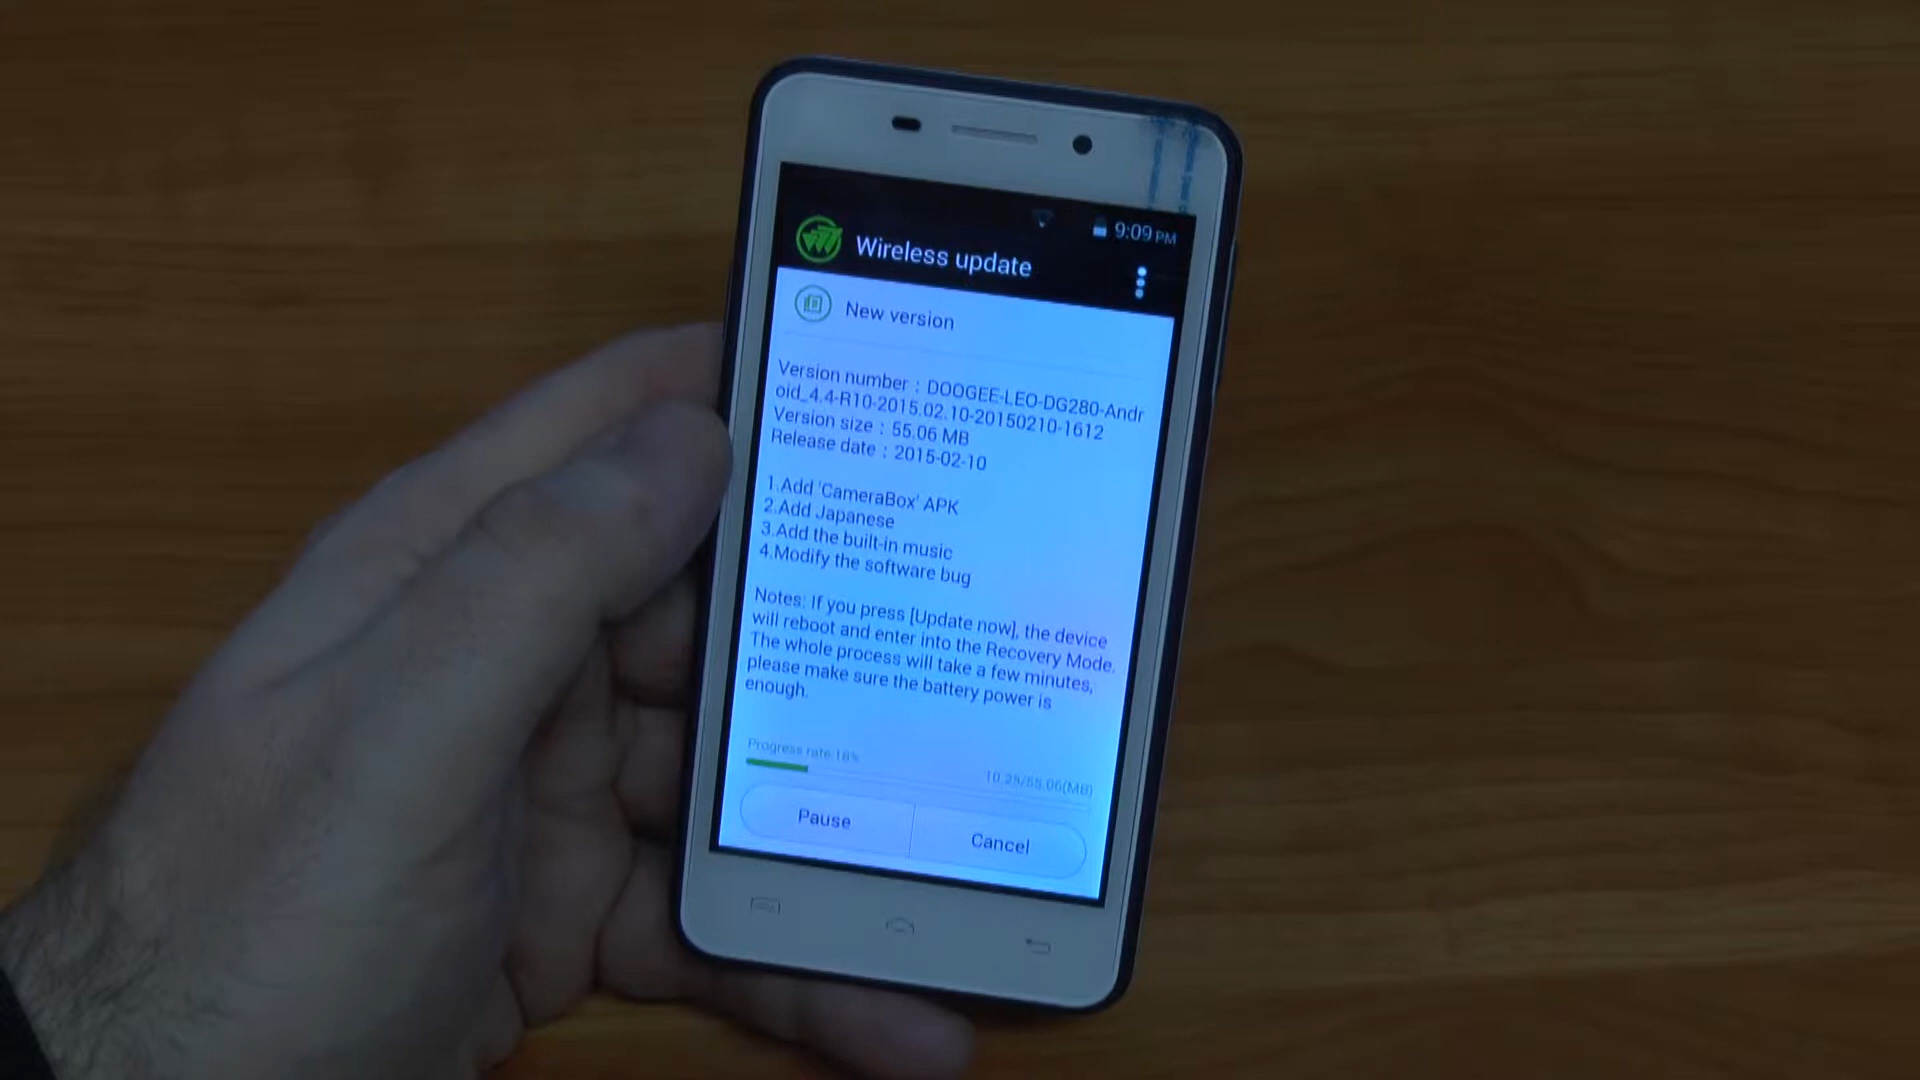 9:09 PM
Wireless update
New version
Version number : DOOGEE-LEO-DG280-Andr
oid_4.4-R10-2015.02.10-20150210-1612
Version size : 55.06 MB
Release date : 2015-02-10
1.Add 'CameraBox' APK
2.Add Japanese
3.Add the built-in music
4.Modify the software bug
Notes: If you press [Update now], the device
will reboot and enter into the Recovery Mode.
The whole process will take a few minutes,
please make sure the battery power is
enough.
Progress rate:18%
10.25/55.06(MB)
Pause
Cancel